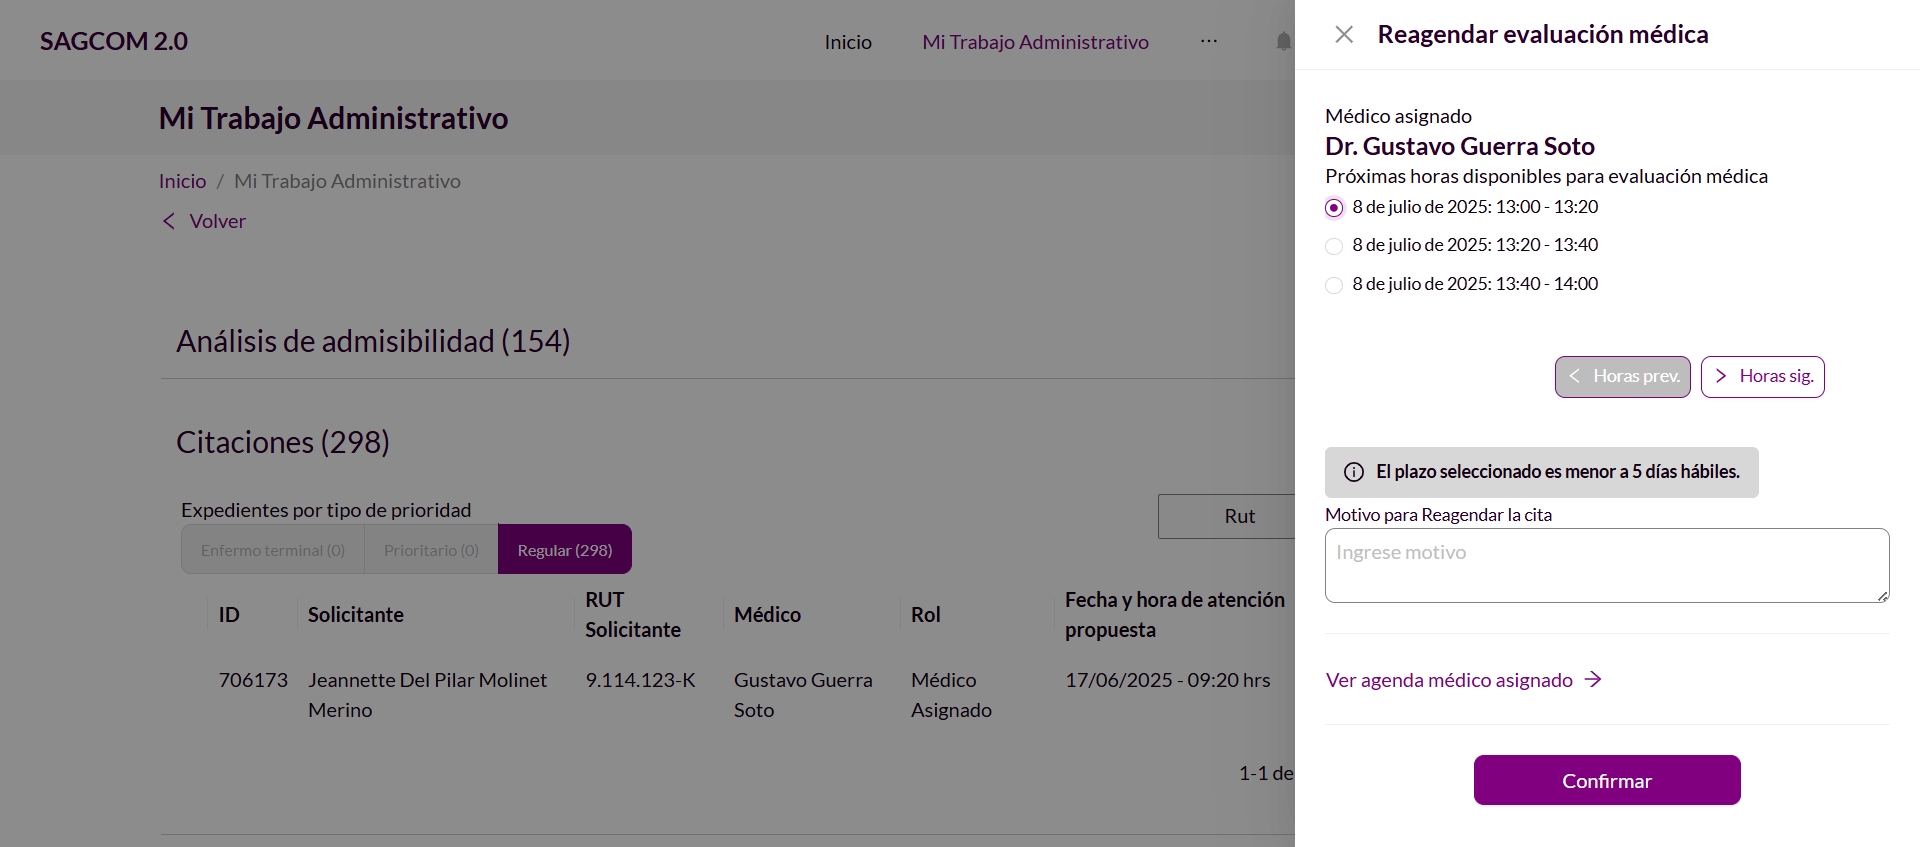 SAGCOM 2.0
Inicio
Mi Trabajo Administrativo
...
Mi Trabajo Administrativo
Inicio / Mi Trabajo Administrativo
Volver
Análisis de admisibilidad (154)
Citaciones (298)
Expedientes por tipo de prioridad
Enfermo terminal (0)
Prioritario (0)
Regular (298)
Rut
ID
Solicitante
RUT
Solicitante
Médico
Rol
Fecha y hora de atención
propuesta
706173
Jeannette Del Pilar Molinet
Merino
9.114.123-K
Gustavo Guerra
Soto
Médico
Asignado
17/06/2025 - 09:20 hrs
1-1 de
Reagendar evaluación médica
Médico asignado
Dr. Gustavo Guerra Soto
Próximas horas disponibles para evaluación médica
8 de julio de 2025: 13:00 - 13:20
8 de julio de 2025: 13:20 - 13:40
8 de julio de 2025: 13:40 - 14:00
Horas prev.
Horas sig.
El plazo seleccionado es menor a 5 días hábiles.
Motivo para Reagendar la cita
Ingrese motivo
Ver agenda médico asignado
Confirmar